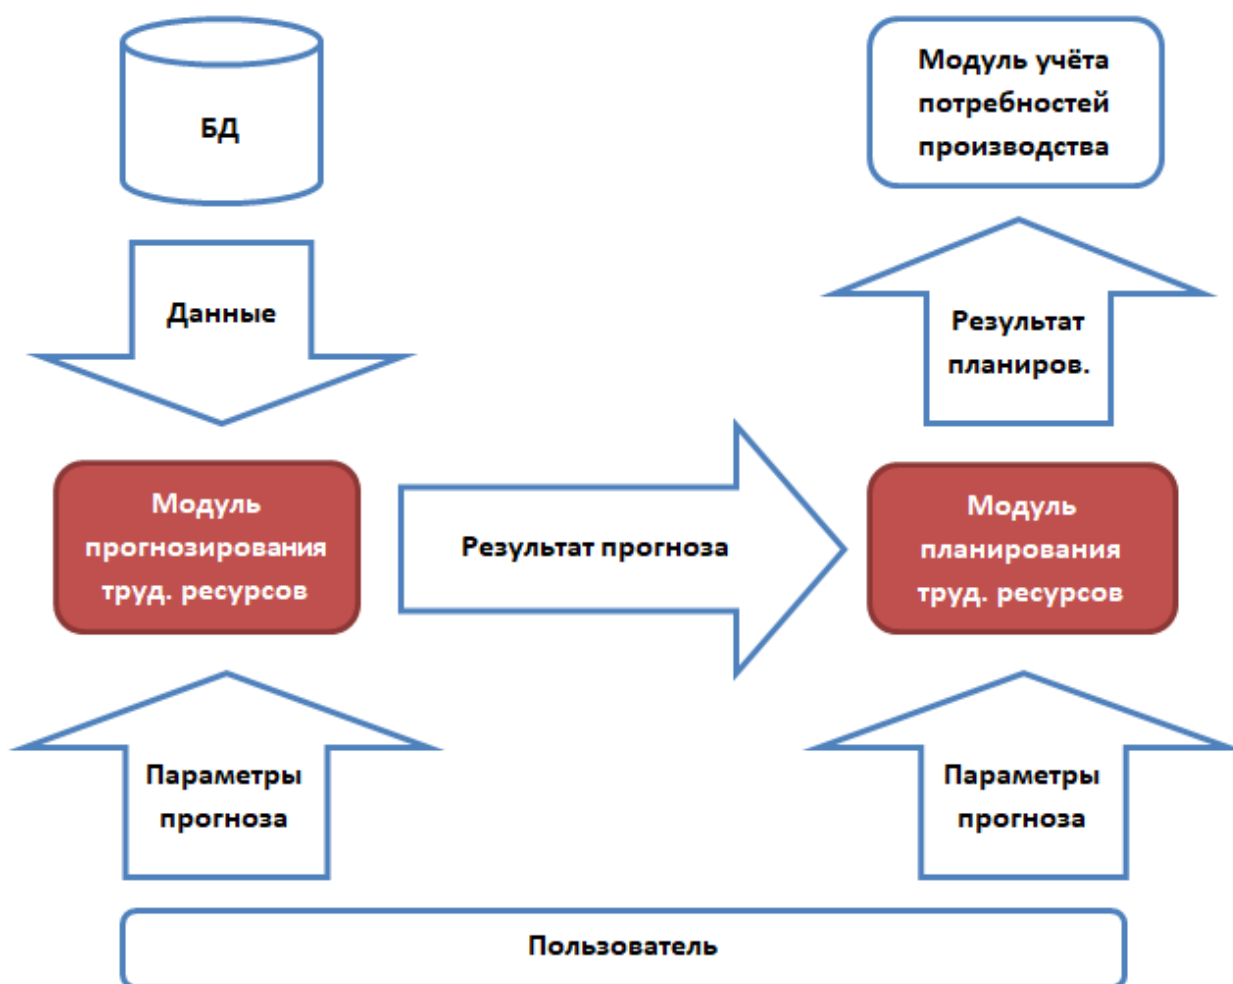 БД
Модуль учёта
потребностей
производства
Данные
Результат
планиров.
Модуль
прогнозирования
труд. ресурсов
Результат прогноза
Модуль
планирования
труд. ресурсов
Параметры
прогноза
Параметры
прогноза
Пользователь